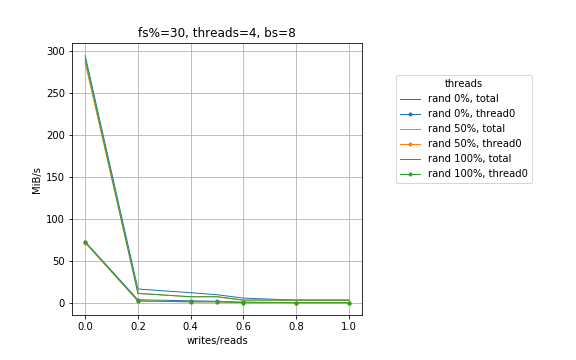 fs%=30, threads=4, bs=8
300
250
200
150
100
50
0
MiB/s
0.0 0.2 0.4 0.6 0.8 1.0
writes/reads
threads
rand 0%, total
rand 0%, thread0
rand 50%, total
rand 50%, thread0
rand 100%, total
rand 100%, thread0